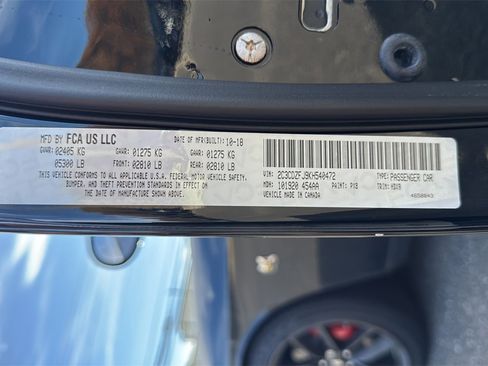 MFD BY FCA US LLC
DATE OF MFR(BUILT): 10-18
GVWR: 02405 KG GAWR: 01275 KG GAWR: 01275 KG
05300 LB FRONT: 02810 LB REAR: 02810 LB
THIS VEHICLE CONFORMS TO ALL APPLICABLE U.S.FEDERAL MOTOR VEHICLE SAFETY,
BUMPER, AND THEFT PREVENTION STANDARDS IN EFFECT ON
THE DATE OF MANUFACTURE SHOWN ABOVE.
VIN: 2C3CDZFJ9KH540472 TYPE: PASSENGER CAR
MDH: 101920 454AA PAINT: PX8 TRIM: HDX9
VEHICLE MADE IN CANADA